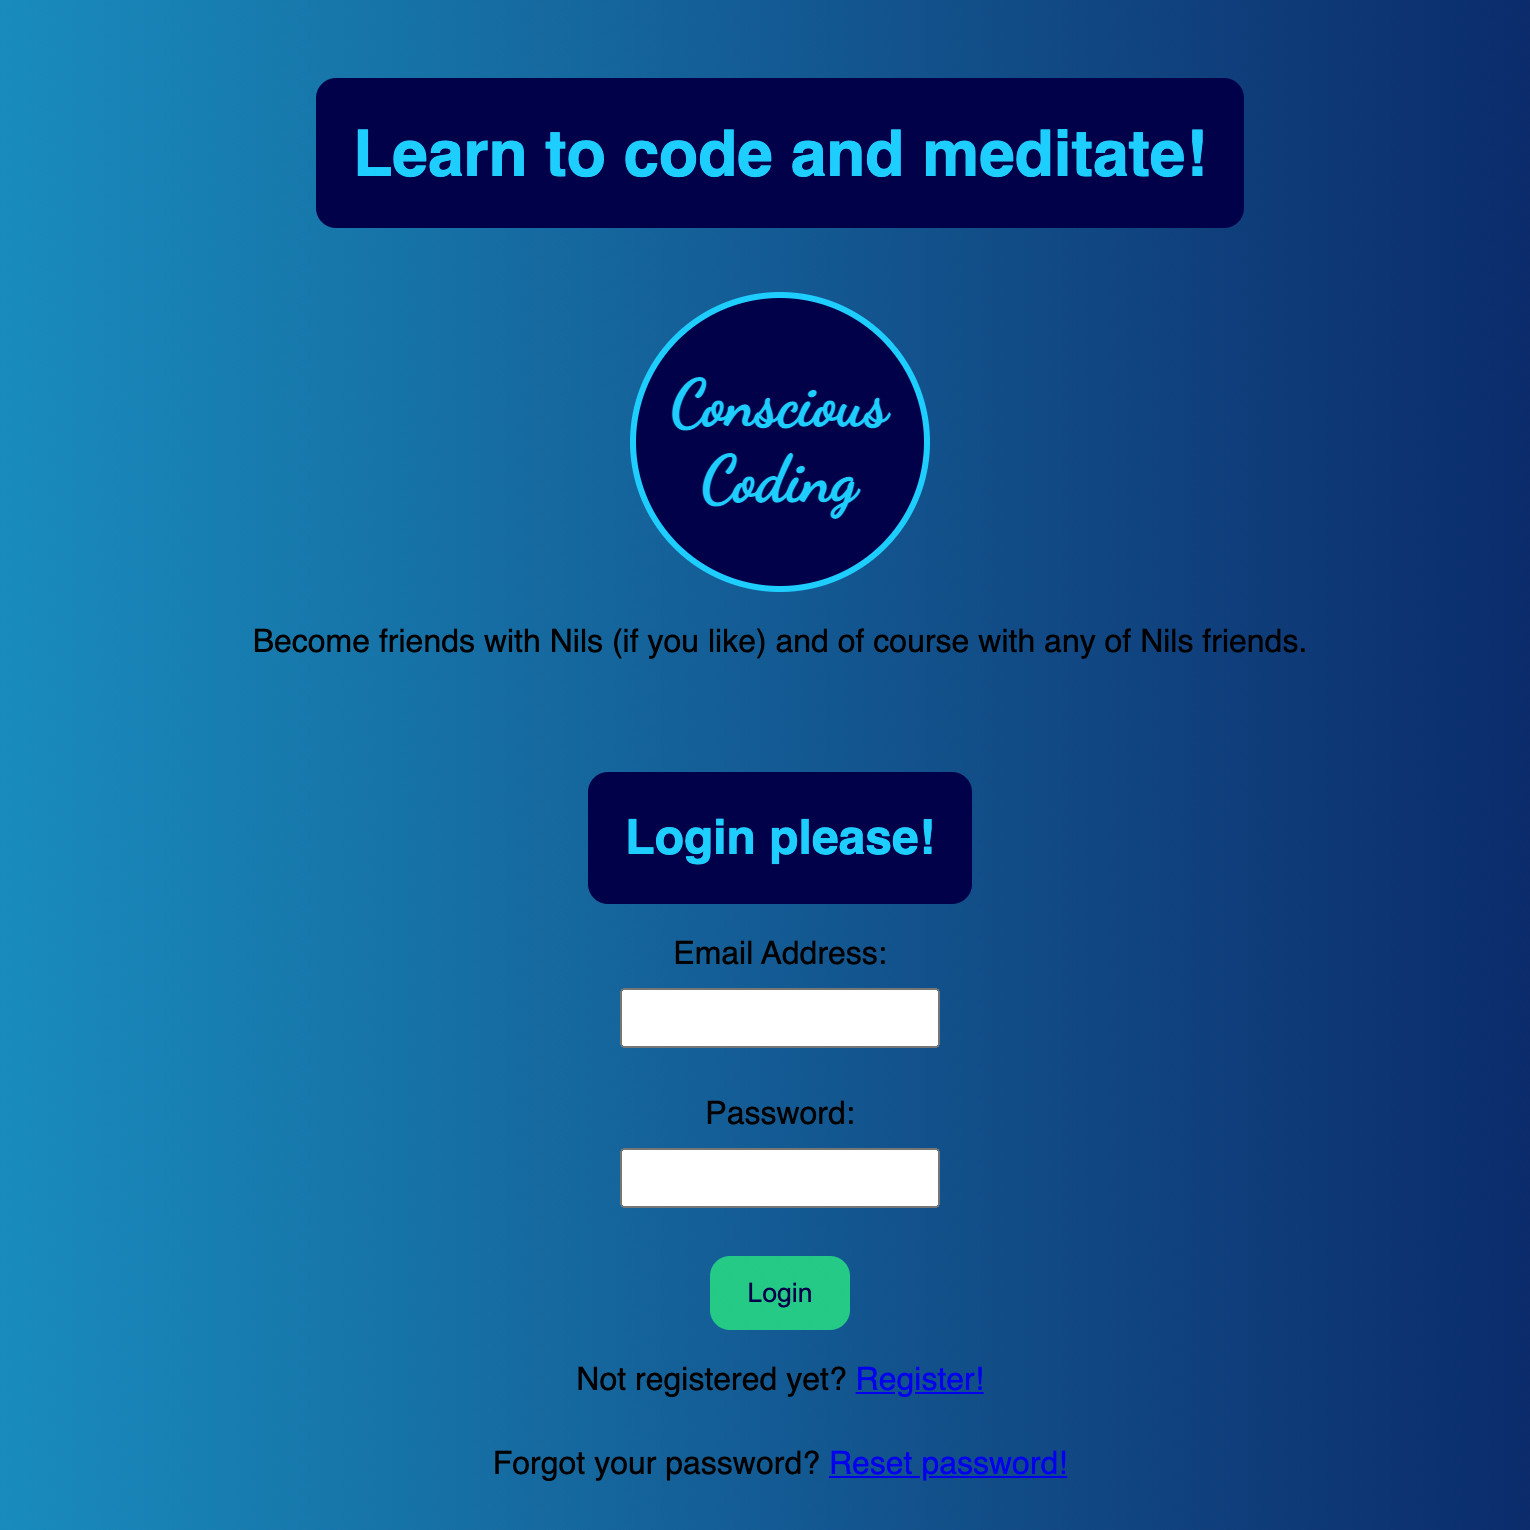 Learn to code and meditate!
Conscious
Coding
Become friends with Nils (if you like) and of course with any of Nils friends.
Login please!
Email Address:
Password:
Login
Not registered yet? Register!
Forgot your password? Reset password!